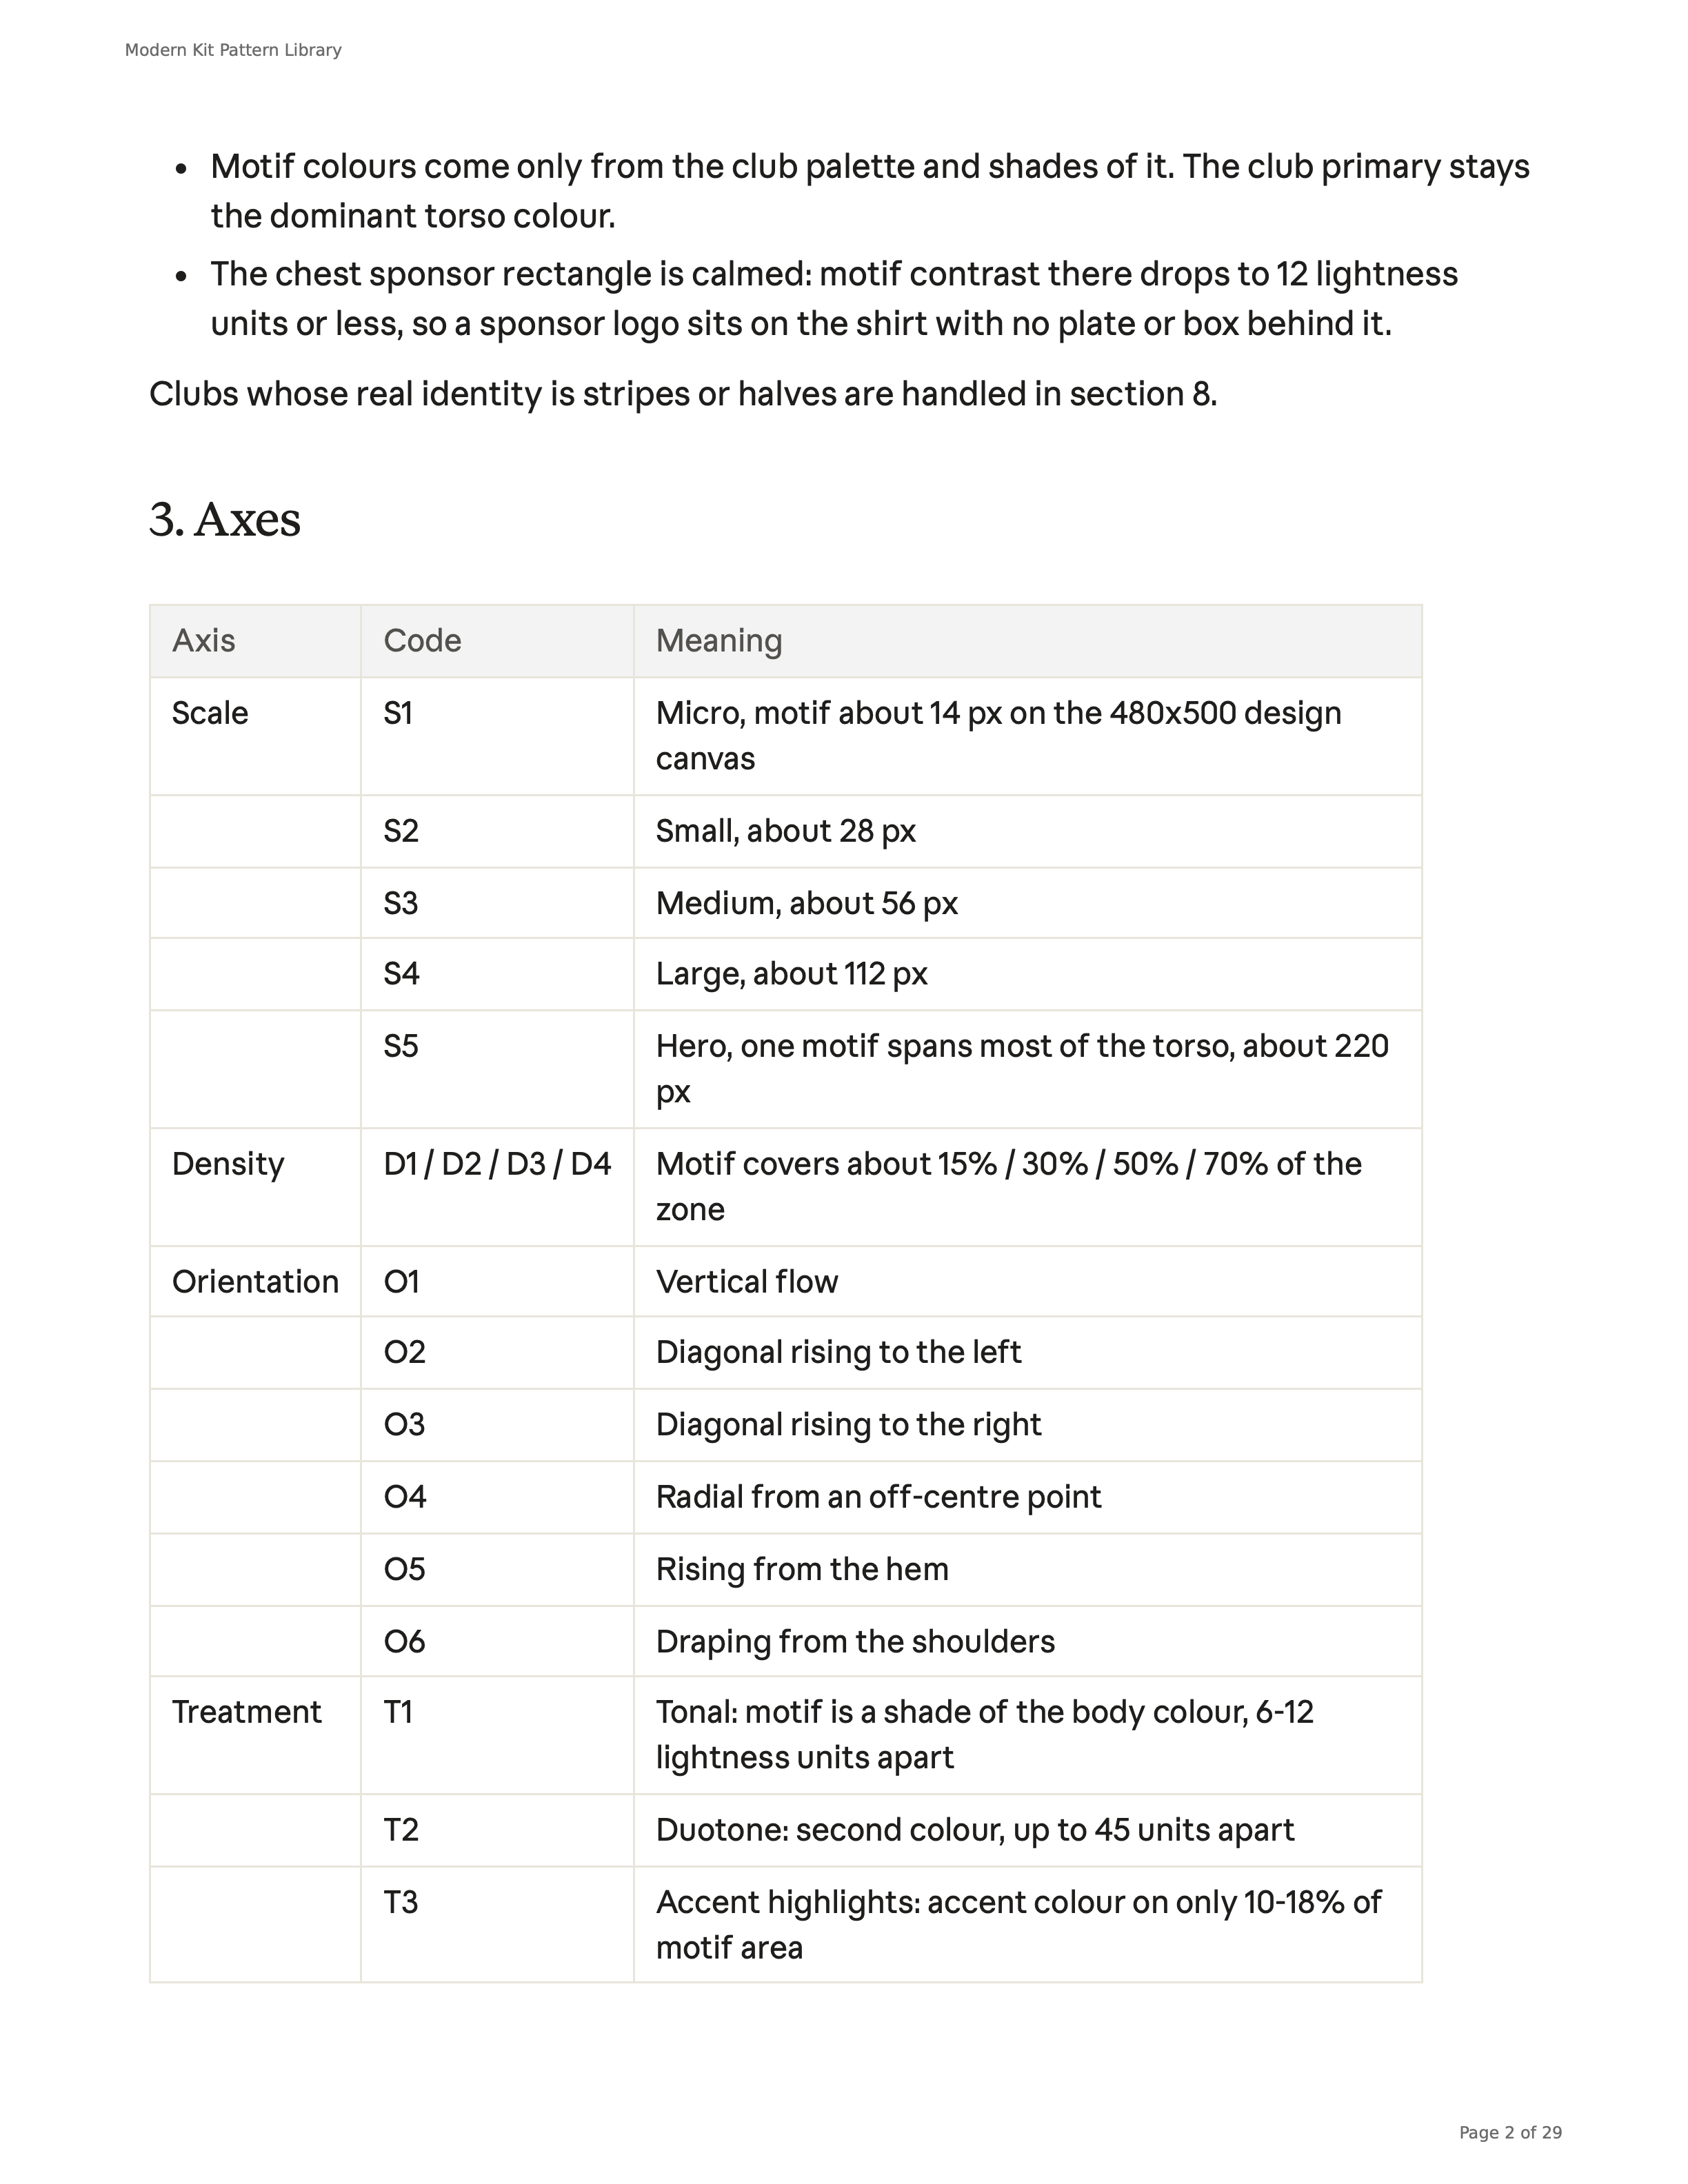 Modern Kit Pattern Library
• Motif colours come only from the club palette and shades of it. The club primary stays
the dominant torso colour.
• The chest sponsor rectangle is calmed: motif contrast there drops to 12 lightness
units or less, so a sponsor logo sits on the shirt with no plate or box behind it.
Clubs whose real identity is stripes or halves are handled in section 8.
3. Axes
Axis Code Meaning
Scale S1 Micro, motif about 14 px on the 480x500 design
canvas
S2 Small, about 28 px
S3 Medium, about 56 px
S4 Large, about 112 px
S5 Hero, one motif spans most of the torso, about 220
px
Density D1 / D2 / D3 / D4 Motif covers about 15% / 30% / 50% / 70% of the
zone
Orientation O1 Vertical flow
O2 Diagonal rising to the left
O3 Diagonal rising to the right
O4 Radial from an off-centre point
O5 Rising from the hem
O6 Draping from the shoulders
Treatment T1 Tonal: motif is a shade of the body colour, 6-12
lightness units apart
T2 Duotone: second colour, up to 45 units apart
T3 Accent highlights: accent colour on only 10-18% of
motif area
Page 2 of 29